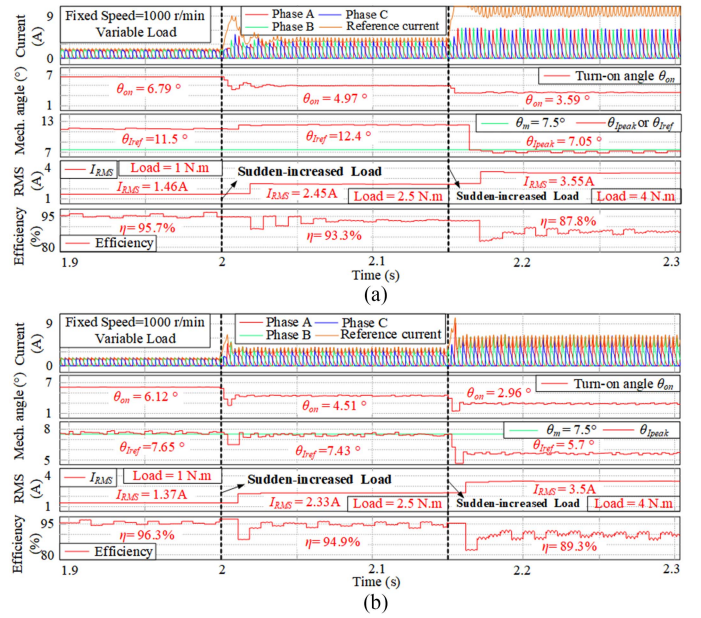 (a)
Fixed Speed=1000 r/min
Variable Load
Phase A Phase C
Phase B Reference current
Current (A)
9
0
Turn-on angle θon
θon = 6.79 °
θon = 4.97 °
θon = 3.59 °
7
1
Mech. angle (°)
13
7
θm = 7.5° θIpeak or θIref
θIref = 11.5 °
θIref = 12.4 °
θIpeak = 7.05 °
RMS (A)
4
1
IRMS Load = 1 N.m
Sudden-increased Load
IRMS = 1.46A
IRMS = 2.45A
Load = 2.5 N.m
IRMS = 3.55A
Sudden-increased Load
Load = 4 N.m
Efficiency (%)
95
80
Efficiency
η = 95.7%
η = 93.3%
η = 87.8%
1.9 2 2.1 2.2 2.3
Time (s)
(b)
Fixed Speed=1000 r/min
Variable Load
Phase A Phase C
Phase B Reference current
Current (A)
9
0
Turn-on angle θon
θon = 6.12 °
θon = 4.51 °
θon = 2.96 °
7
1
Mech. angle (°)
8
5
θm = 7.5° θIpeak
θIref = 7.65 °
θIref = 7.43 °
θIref = 5.7 °
RMS (A)
4
1
IRMS Load = 1 N.m
Sudden-increased Load
IRMS = 1.37A
IRMS = 2.33A
Load = 2.5 N.m
IRMS = 3.5A
Sudden-increased Load
Load = 4 N.m
Efficiency (%)
95
80
Efficiency
η = 96.3%
η = 94.9%
η = 89.3%
1.9 2 2.1 2.2 2.3
Time (s)